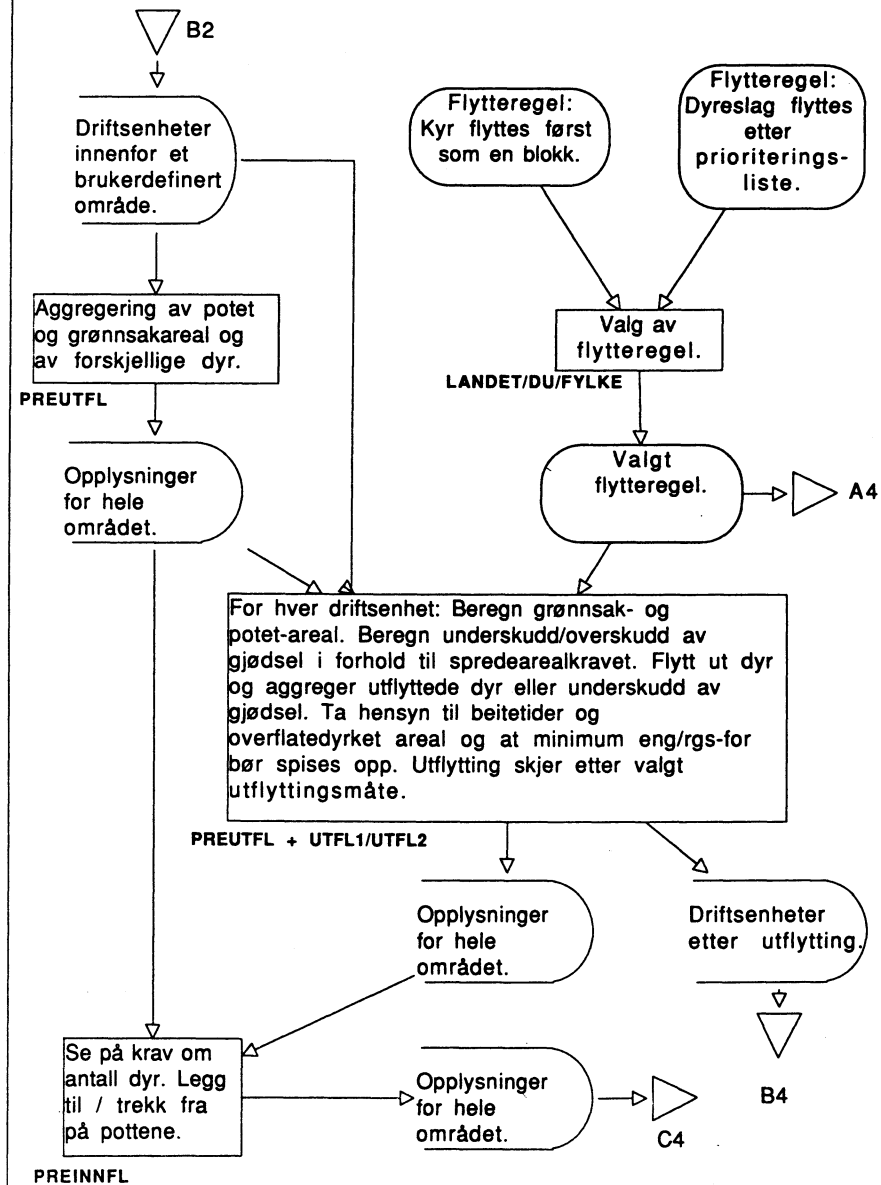 B2
Driftsenheter
innenfor et
brukerdefinert
område.
Flytteregel:
Kyr flyttes først
som en blokk.
Flytteregel:
Dyreslag flyttes
etter
prioriterings-
liste.
Aggregering av potet
og grønnsakareal og
av forskjellige dyr.
PREUTFL
Valg av
flytteregel.
LANDET/DU/FYLKE
Opplysninger
for hele
området.
Valgt
flytteregel.
A4
For hver driftsenhet: Beregn grønnsak- og
potet-areal. Beregn underskudd/overskudd av
gjødsel i forhold til spredearealkravet. Flytt ut dyr
og aggreger utflyttede dyr eller underskudd av
gjødsel. Ta hensyn til beitetider og
overflatedyrket areal og at minimum eng/rgs-for
bør spises opp. Utflytting skjer etter valgt
utflyttingsmåte.
PREUTFL + UTFL1/UTFL2
Opplysninger
for hele
området.
Driftsenheter
etter utflytting.
B4
Se på krav om
antall dyr. Legg
til / trekk fra
på pottene.
PREINNFL
Opplysninger
for hele
området.
C4